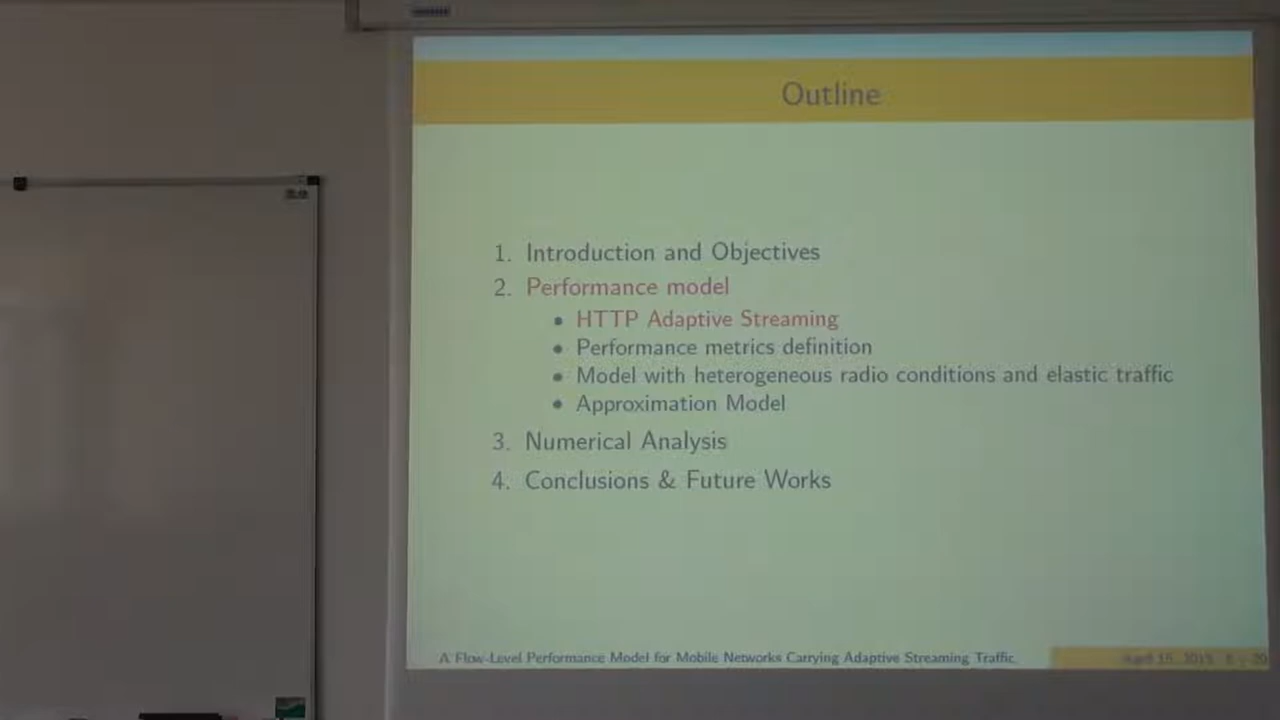 Outline
1. Introduction and Objectives
2. Performance model
• HTTP Adaptive Streaming
• Performance metrics definition
• Model with heterogeneous radio conditions and elastic traffic
• Approximation Model
3. Numerical Analysis
4. Conclusions & Future Works
A Flow-Level Performance Model for Mobile Networks Carrying Adaptive Streaming Traffic